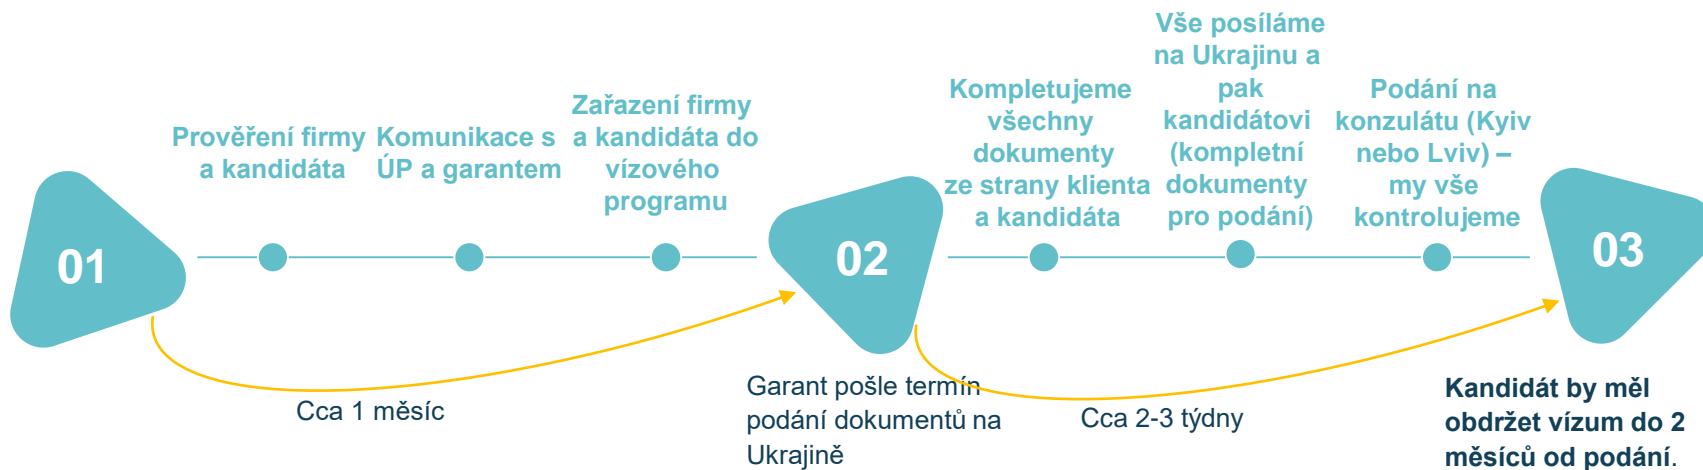 01
Prověření firmy
a kandidáta
Komunikace s
ÚP a garantem
Zařazení firmy
a kandidáta do
vízového
programu
Cca 1 měsíc
02
Garant pošle termín
podání dokumentů na
Ukrajině
Kompletujeme
všechny
dokumenty
ze strany klienta
a kandidáta
Vše posíláme
na Ukrajinu a
pak
kandidátovi
(kompletní
dokumenty
pro podání)
Podání na
konzulátu (Kyiv
nebo Lviv) –
my vše
kontrolujeme
Cca 2-3 týdny
03
Kandidát by měl
obdržet vízum do 2
měsíců od podání.